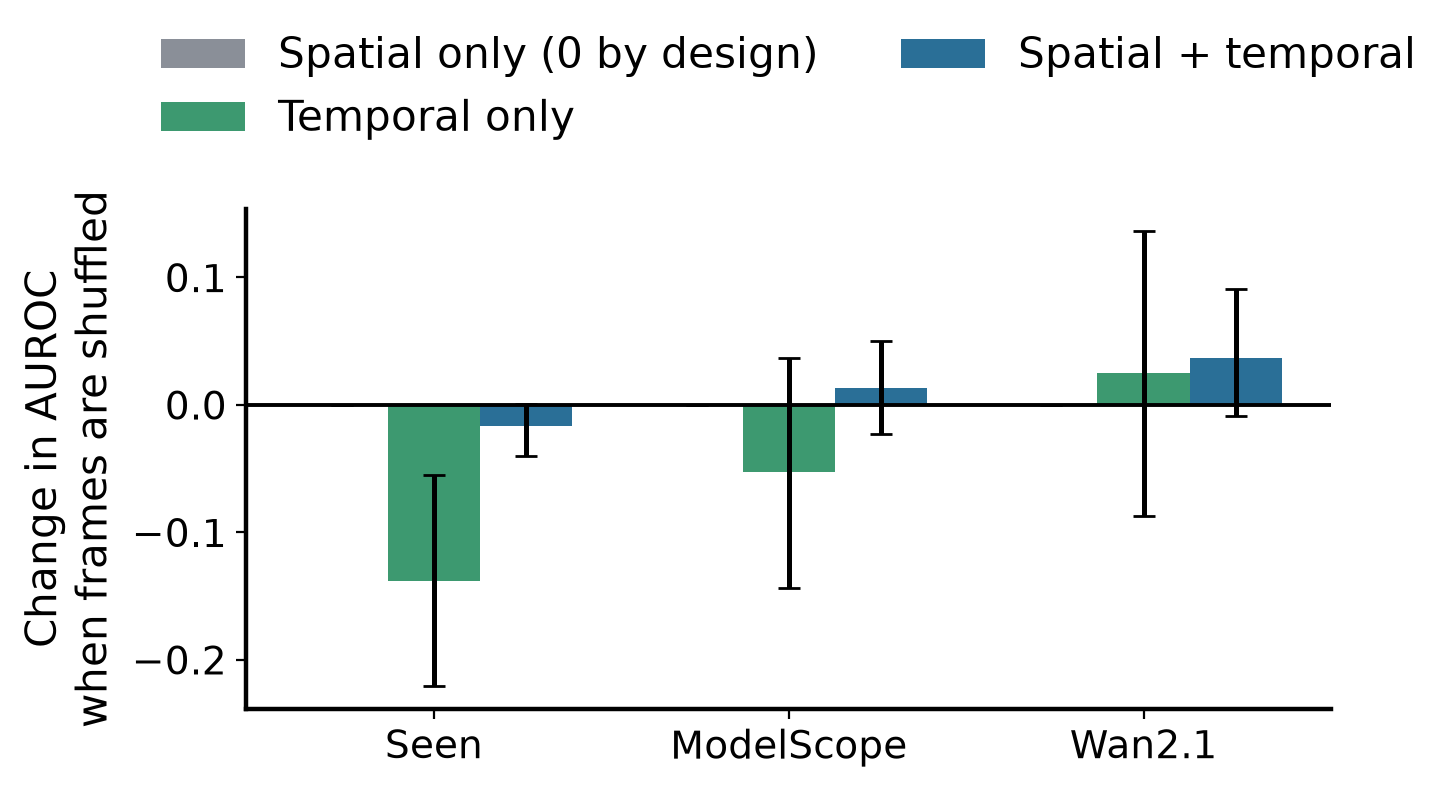 Spatial only (0 by design)
Spatial + temporal
Temporal only
Change in AUROC
when frames are shuffled
0.1
0.0
−0.1
−0.2
Seen
ModelScope
Wan2.1